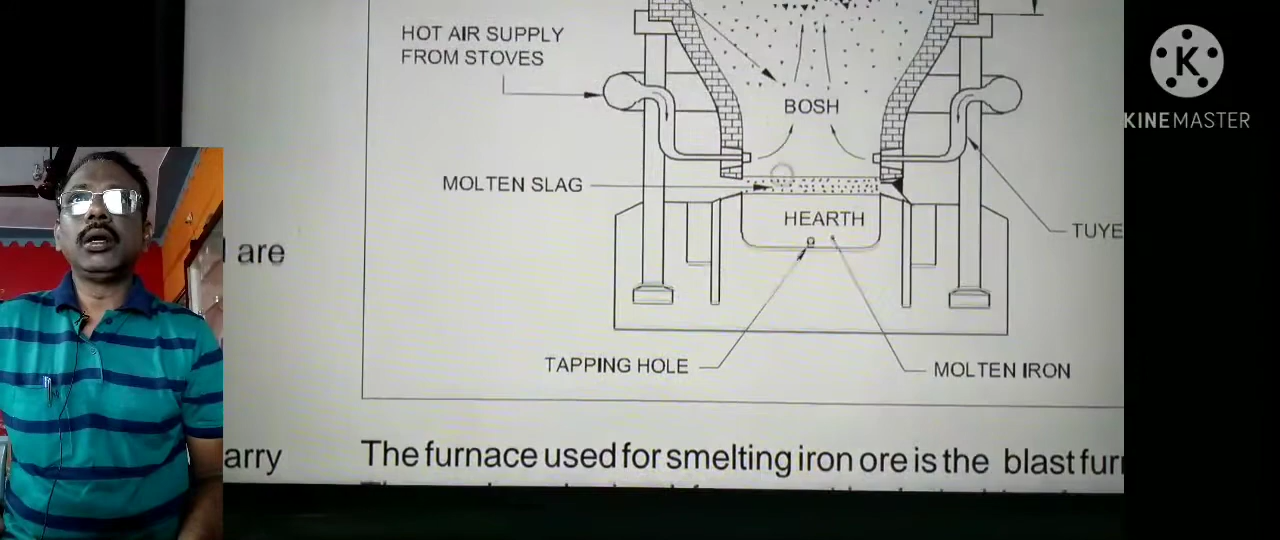 HOT AIR SUPPLY
FROM STOVES
BOSH
MOLTEN SLAG
HEARTH
TUYE
are
TAPPING HOLE
MOLTEN IRON
arry
The furnace used for smelting iron ore is the blast fur
K
KINEMASTER